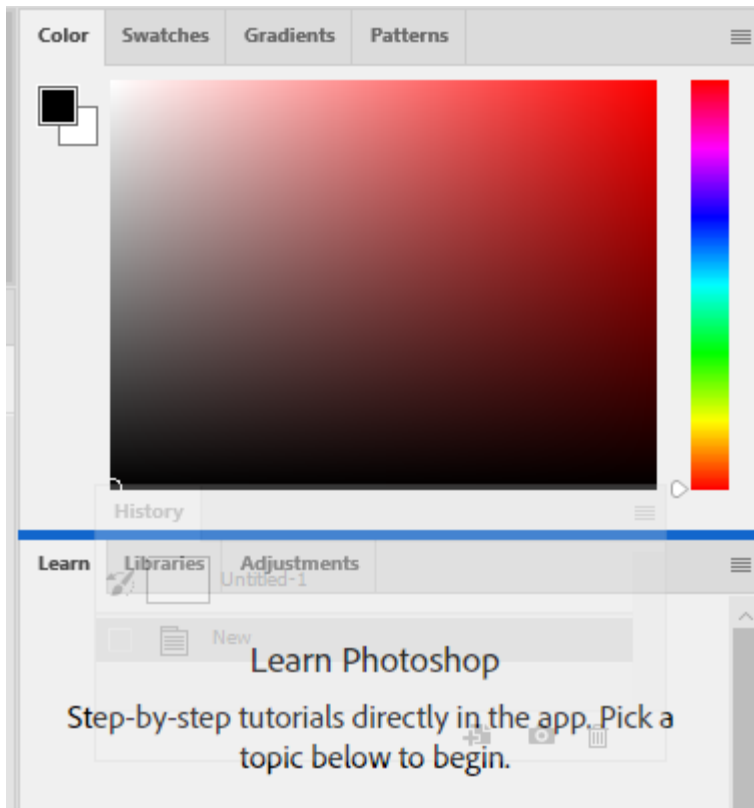 Color Swatches Gradients Patterns
History
Learn Libraries Adjustments
Untitled-1
New
Learn Photoshop
Step-by-step tutorials directly in the app. Pick a
topic below to begin.